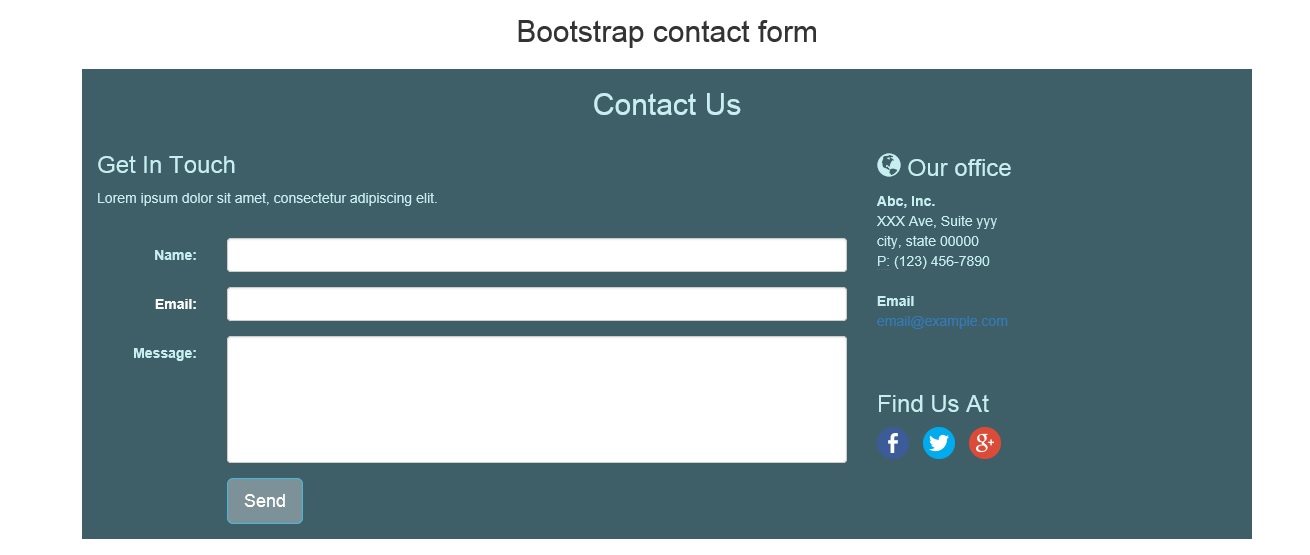 Bootstrap contact form
Contact Us
Get In Touch
Lorem ipsum dolor sit amet, consectetur adipiscing elit.
Name:
Email:
Message:
Send
Our office
Abc, Inc.
XXX Ave, Suite yyy
city, state 00000
P: (123) 456-7890
Email
email@example.com
Find Us At
f
g+